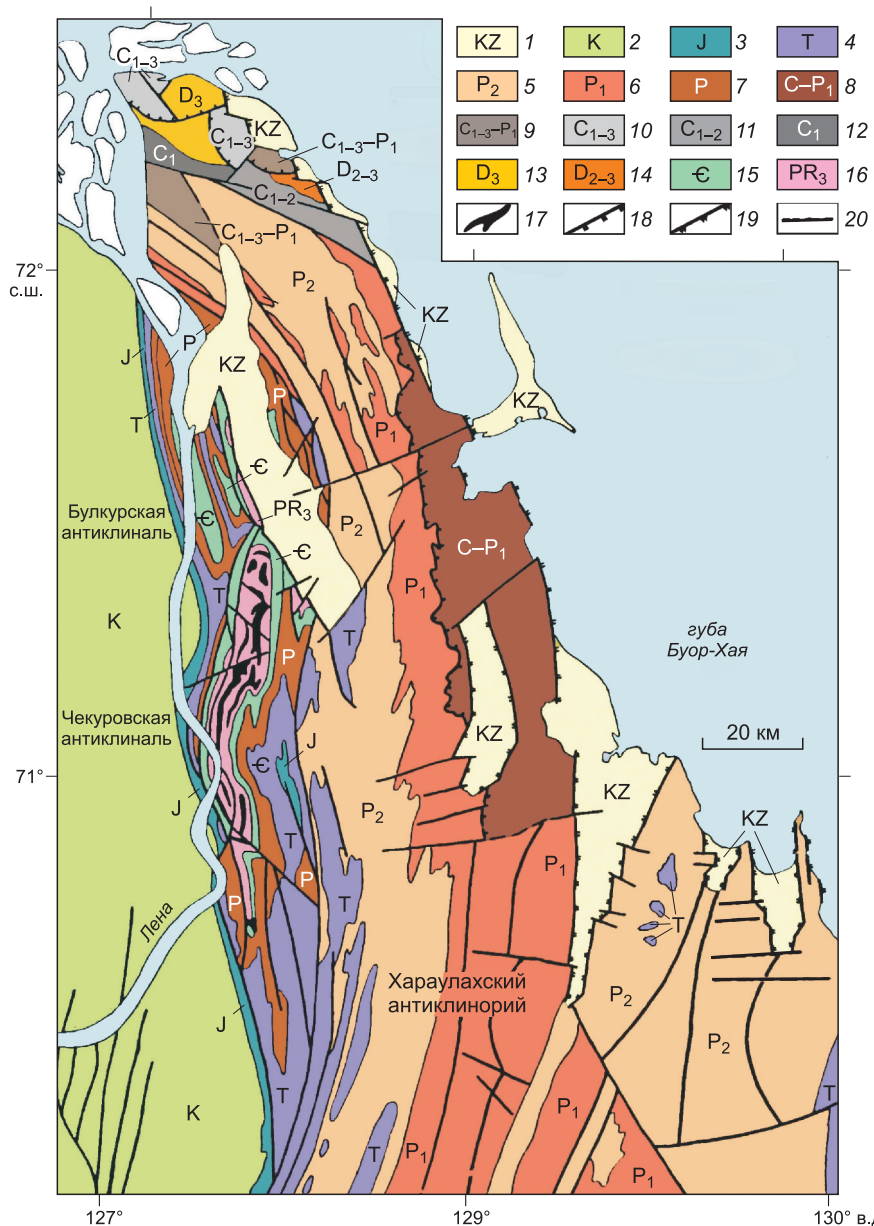 KZ 1 K 2 J 3 T 4
P2 5 P1 6 P 7 C–P1 8
C1–3–P1 9 C1–3 10 C1–2 11 C1 12
D3 13 D2–3 14 Є 15 PR3 16
17 18 19 20
C1–3
D3
KZ
C1–3
C1–3–P1
C1
D2–3
C1–2
C1–3–P1
72°
с.ш.
P2
KZ
P
J
KZ
P
KZ
T
P1
Є
PR3
P2
Булкурская
антиклиналь
Є
Є
C–P1
T
P1
K
T
P
губа
Буор-Хая
Чекуровская
антиклиналь
KZ
20 км
J
Є
71°
J
KZ
P2
KZ
T
P1
P
P
T
Лена
T
Хараулахский
антиклинорий
P2
J
P2
T
T
K
P1
P1
T
P1
127°
129°
130° в.д